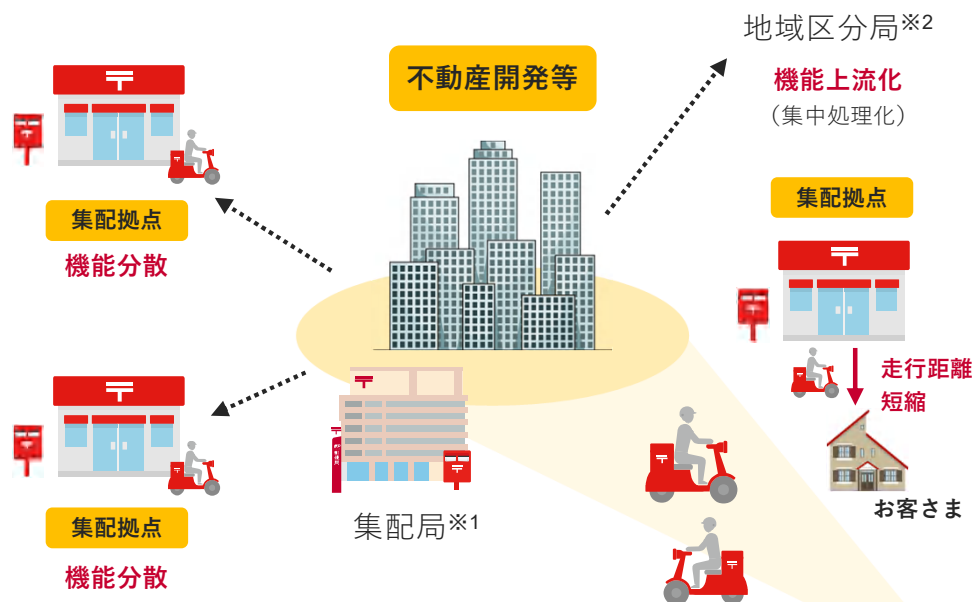 地域区分局※2
不動産開発等
機能上流化
（集中処理化）
集配拠点
機能分散
集配拠点
走行距離
短縮
お客さま
集配局※1
集配拠点
機能分散